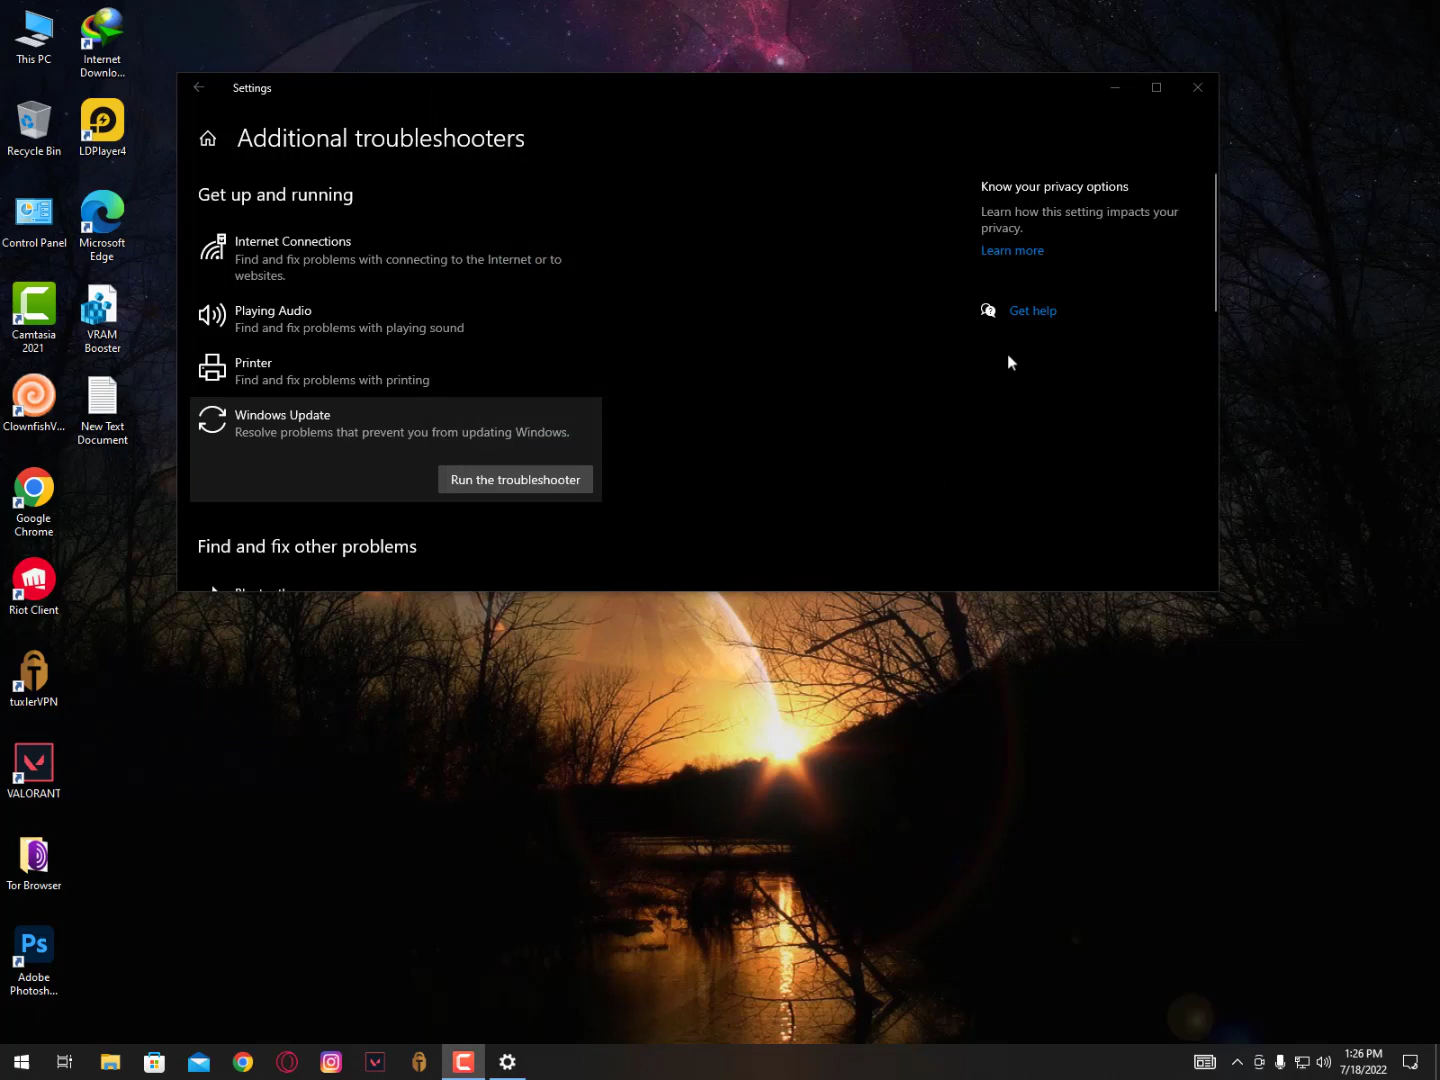 This PC
Internet
Downlo...
Recycle Bin
LDPlayer4
Control Panel
Microsoft
Edge
Camtasia
2021
VRAM
Booster
ClownfishV...
New Text
Document
Google
Chrome
Riot Client
tuxlerVPN
VALORANT
Tor Browser
Ps
Adobe
Photosh...
Settings
Additional troubleshooters
Get up and running
Internet Connections
Find and fix problems with connecting to the Internet or to
websites.
Playing Audio
Find and fix problems with playing sound
Printer
Find and fix problems with printing
Windows Update
Resolve problems that prevent you from updating Windows.
Run the troubleshooter
Find and fix other problems
Know your privacy options
Learn how this setting impacts your
privacy.
Learn more
Get help
1:26 PM
7/18/2022